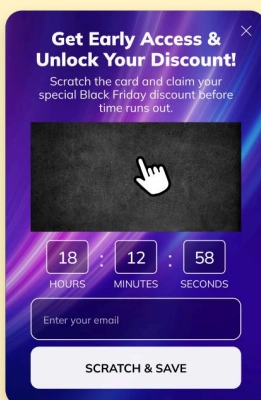 Get Early Access &
Unlock Your Discount!
Scratch the card and claim your
special Black Friday discount before
time runs out.
18 : 12 : 58
HOURS MINUTES SECONDS
Enter your email
SCRATCH & SAVE